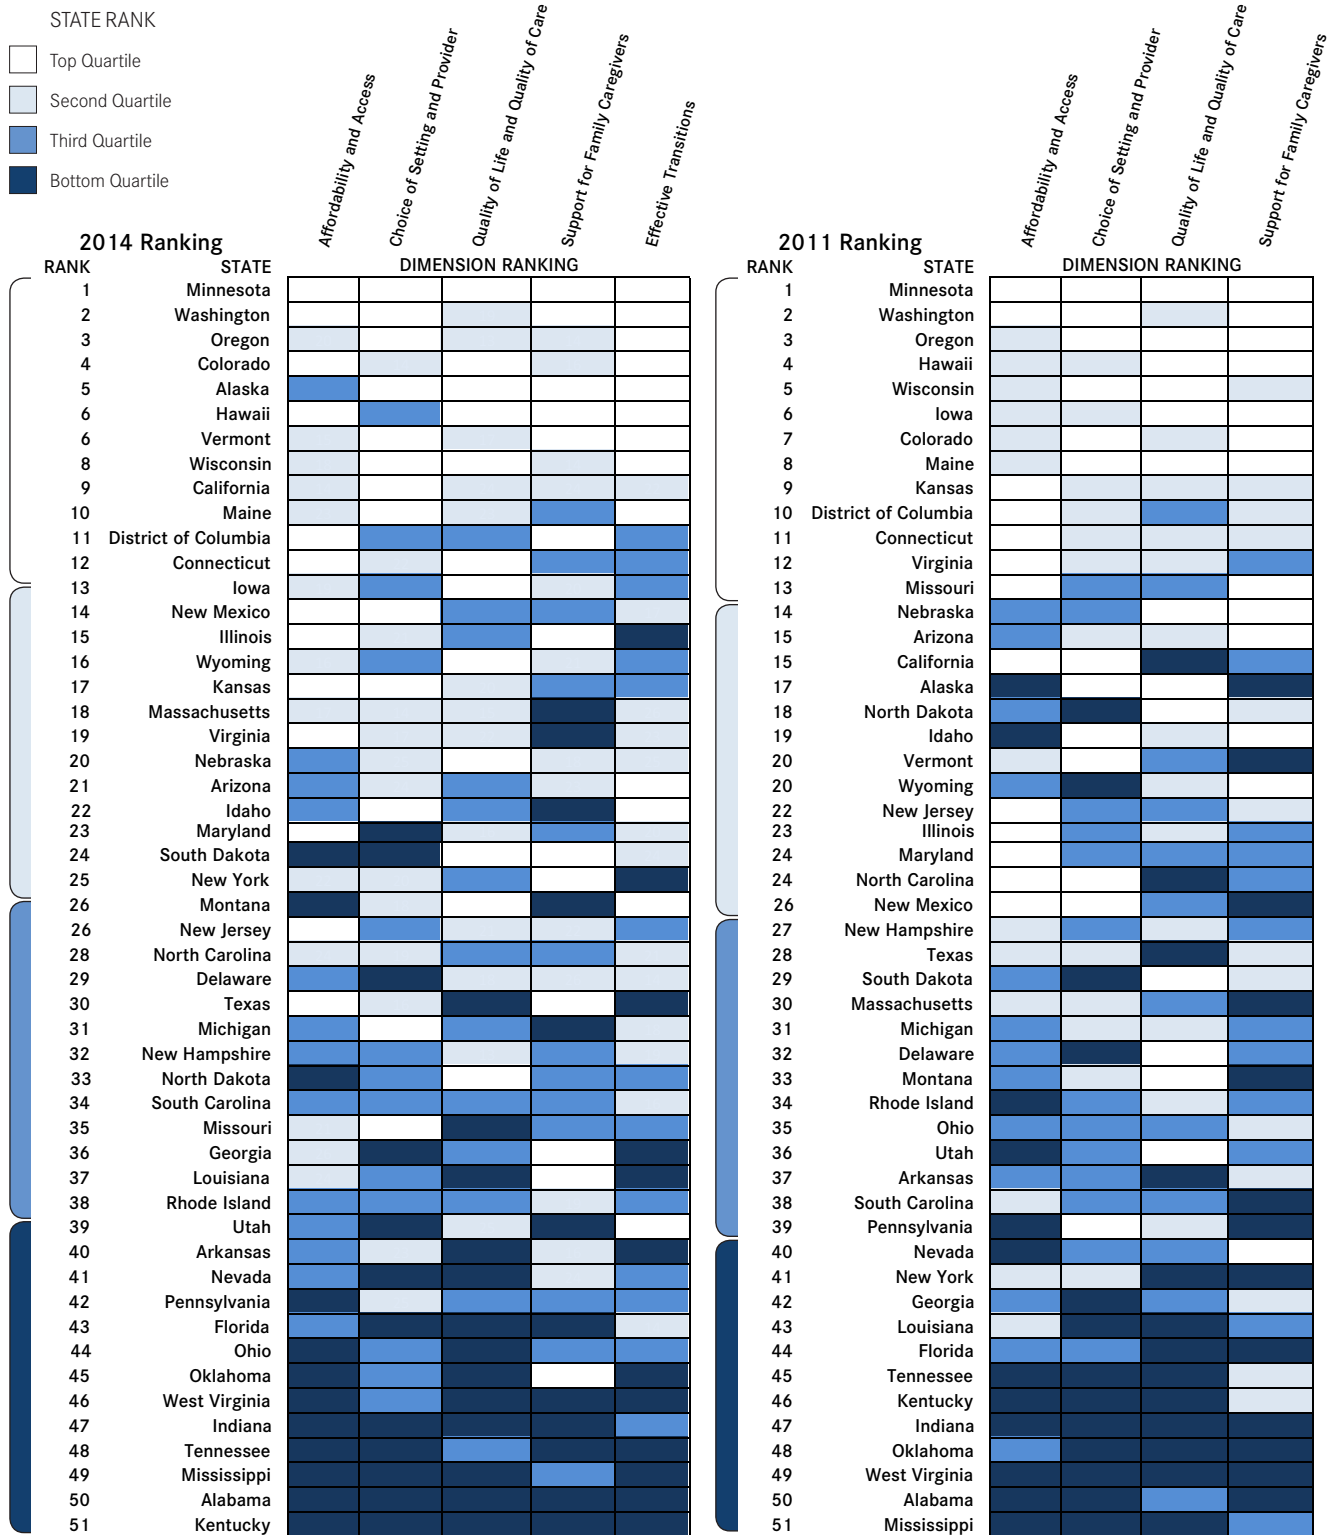 STATE RANK
Top Quartile
Second Quartile
Third Quartile
Bottom Quartile
2014 Ranking
Affordability and Access
Choice of Setting and Provider
Quality of Life and Quality of Care
Support for Family Caregivers
Effective Transitions
RANK STATE DIMENSION RANKING
1 Minnesota
2 Washington
3 Oregon
4 Colorado
5 Alaska
6 Hawaii
6 Vermont
8 Wisconsin
9 California
10 Maine
11 District of Columbia
12 Connecticut
13 Iowa
14 New Mexico
15 Illinois
16 Wyoming
17 Kansas
18 Massachusetts
19 Virginia
20 Nebraska
21 Arizona
22 Idaho
23 Maryland
24 South Dakota
25 New York
26 Montana
26 New Jersey
28 North Carolina
29 Delaware
30 Texas
31 Michigan
32 New Hampshire
33 North Dakota
34 South Carolina
35 Missouri
36 Georgia
37 Louisiana
38 Rhode Island
39 Utah
40 Arkansas
41 Nevada
42 Pennsylvania
43 Florida
44 Ohio
45 Oklahoma
46 West Virginia
47 Indiana
48 Tennessee
49 Mississippi
50 Alabama
51 Kentucky
2011 Ranking
Affordability and Access
Choice of Setting and Provider
Quality of Life and Quality of Care
Support for Family Caregivers
RANK STATE DIMENSION RANKING
1 Minnesota
2 Washington
3 Oregon
4 Hawaii
5 Wisconsin
6 Iowa
7 Colorado
8 Maine
9 Kansas
10 District of Columbia
11 Connecticut
12 Virginia
13 Missouri
14 Nebraska
15 Arizona
15 California
17 Alaska
18 North Dakota
19 Idaho
20 Vermont
20 Wyoming
22 New Jersey
23 Illinois
24 Maryland
24 North Carolina
26 New Mexico
27 New Hampshire
28 Texas
29 South Dakota
30 Massachusetts
31 Michigan
32 Delaware
33 Montana
34 Rhode Island
35 Ohio
36 Utah
37 Arkansas
38 South Carolina
39 Pennsylvania
40 Nevada
41 New York
42 Georgia
43 Louisiana
44 Florida
45 Tennessee
46 Kentucky
47 Indiana
48 Oklahoma
49 West Virginia
50 Alabama
51 Mississippi